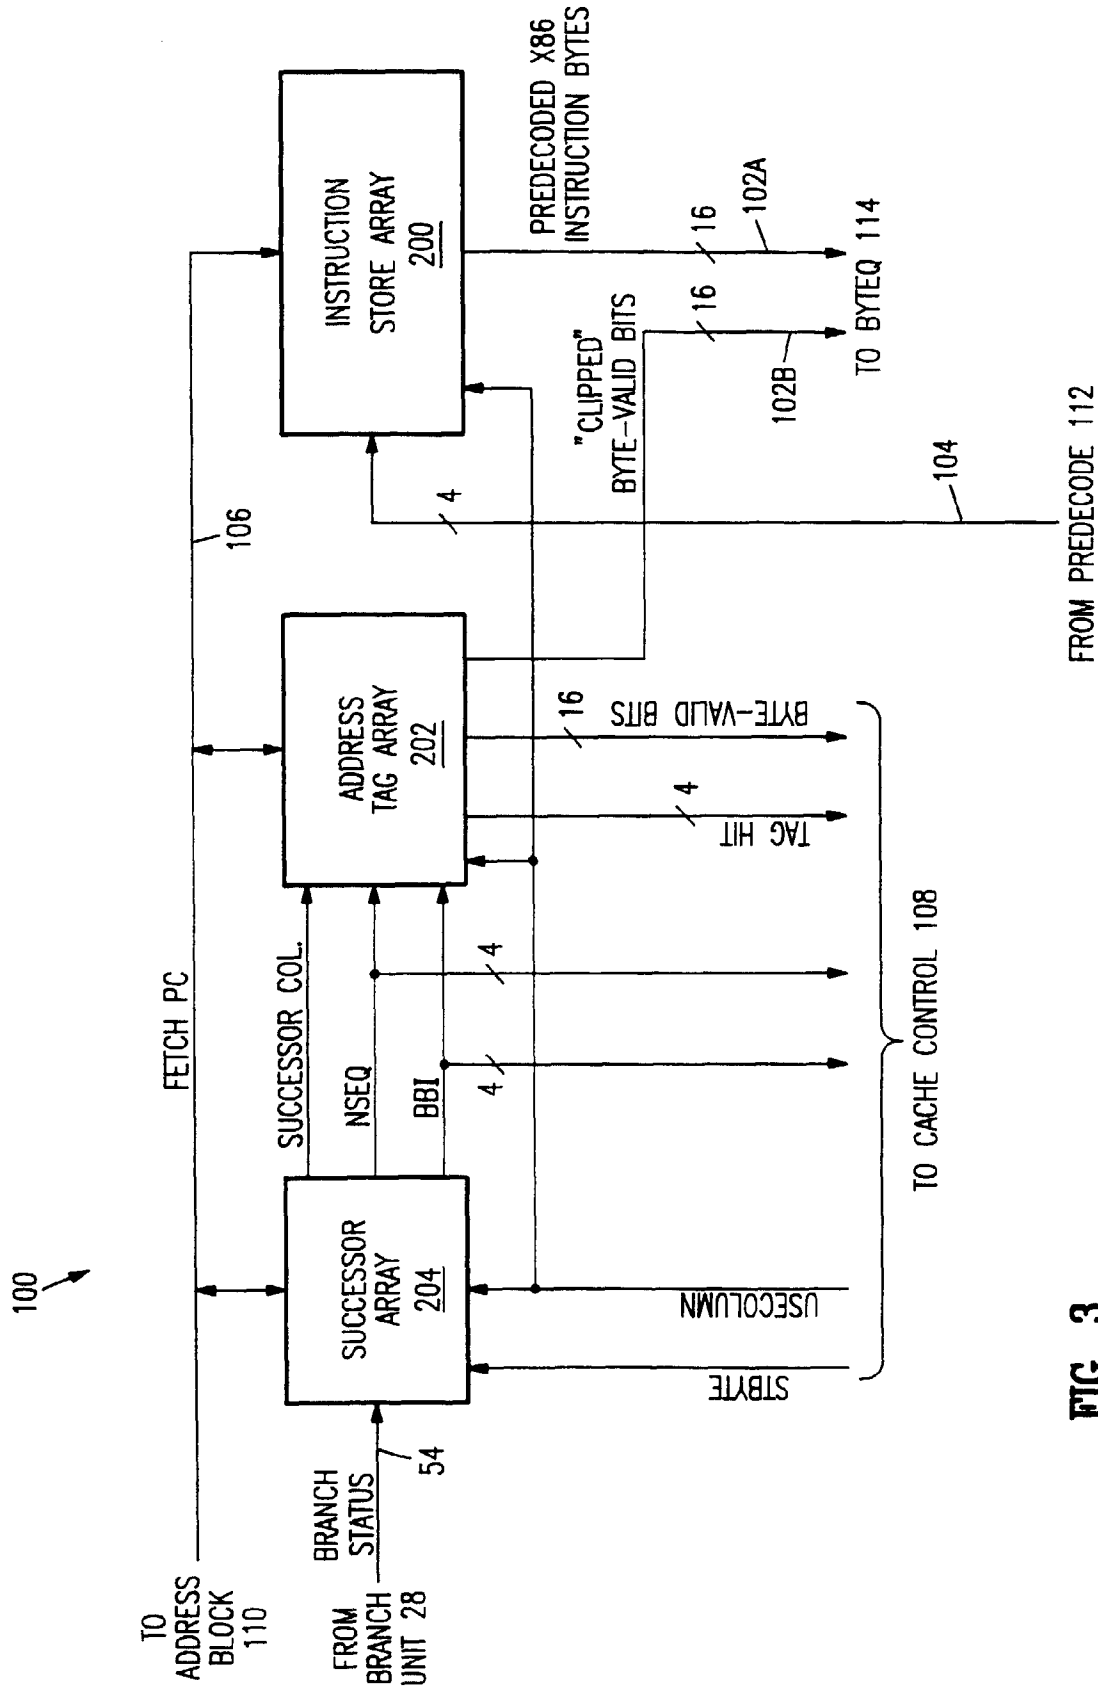 100
TO
ADDRESS
BLOCK
110
FETCH PC
106
FROM
BRANCH
UNIT 28
BRANCH
STATUS
54
SUCCESSOR
ARRAY
204
SUCCESSOR COL.
NSEQ
BBI
ADDRESS
TAG ARRAY
202
INSTRUCTION
STORE ARRAY
200
STBYTE
USECOLUMN
4
4
TAG HIT
4
BYTE-VALID BITS
16
4
"CLIPPED"
BYTE-VALID BITS
16
102B
PREDECODED X86
INSTRUCTION BYTES
16
102A
TO BYTEQ 114
104
FROM PREDECODE 112
TO CACHE CONTROL 108
FIG. 3